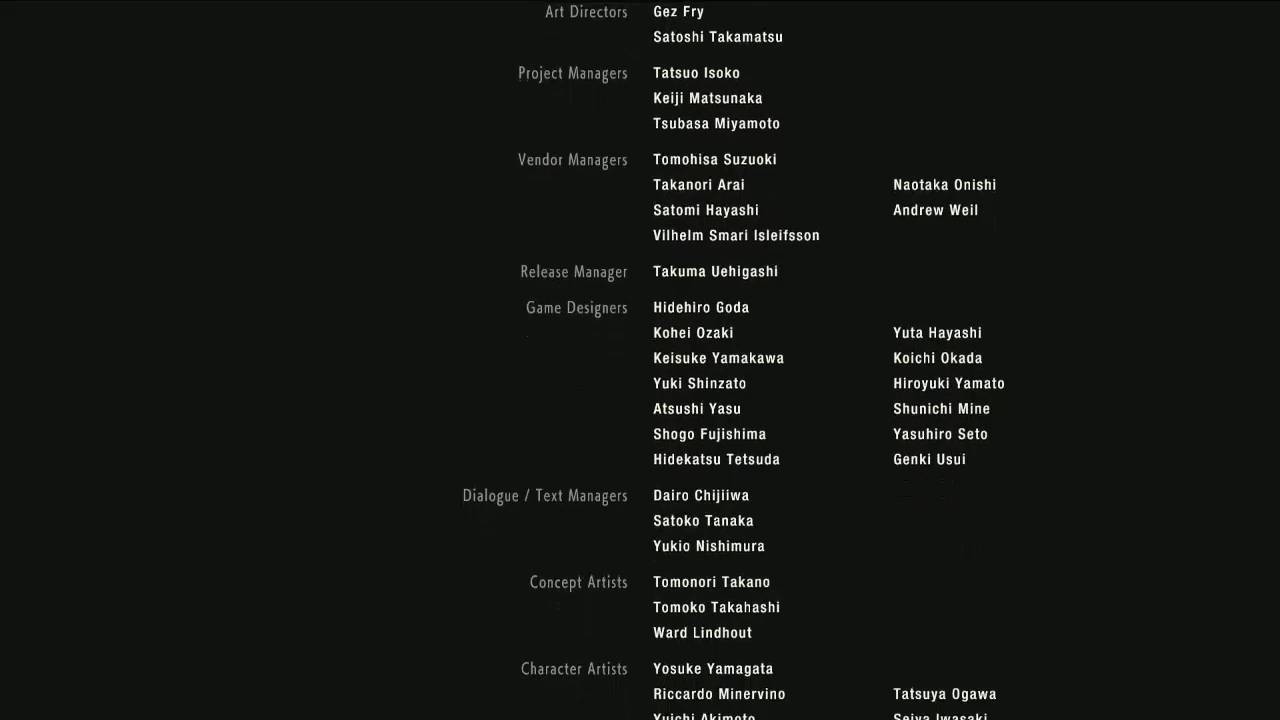 Art Directors Gez Fry
Satoshi Takamatsu
Project Managers Tatsuo Isoko
Keiji Matsunaka
Tsubasa Miyamoto
Vendor Managers Tomohisa Suzuoki
Takanori Arai Naotaka Onishi
Satomi Hayashi Andrew Weil
Vilhelm Smari Isleifsson
Release Manager Takuma Uehigashi
Game Designers Hidehiro Goda
Kohei Ozaki Yuta Hayashi
Keisuke Yamakawa Koichi Okada
Yuki Shinzato Hiroyuki Yamato
Atsushi Yasu Shunichi Mine
Shogo Fujishima Yasuhiro Seto
Hidekatsu Tetsuda Genki Usui
Dialogue / Text Managers Dairo Chijiiwa
Satoko Tanaka
Yukio Nishimura
Concept Artists Tomonori Takano
Tomoko Takahashi
Ward Lindhout
Character Artists Yosuke Yamagata
Riccardo Minervino Tatsuya Ogawa
Yuichi Akimoto Seiya Iwasaki